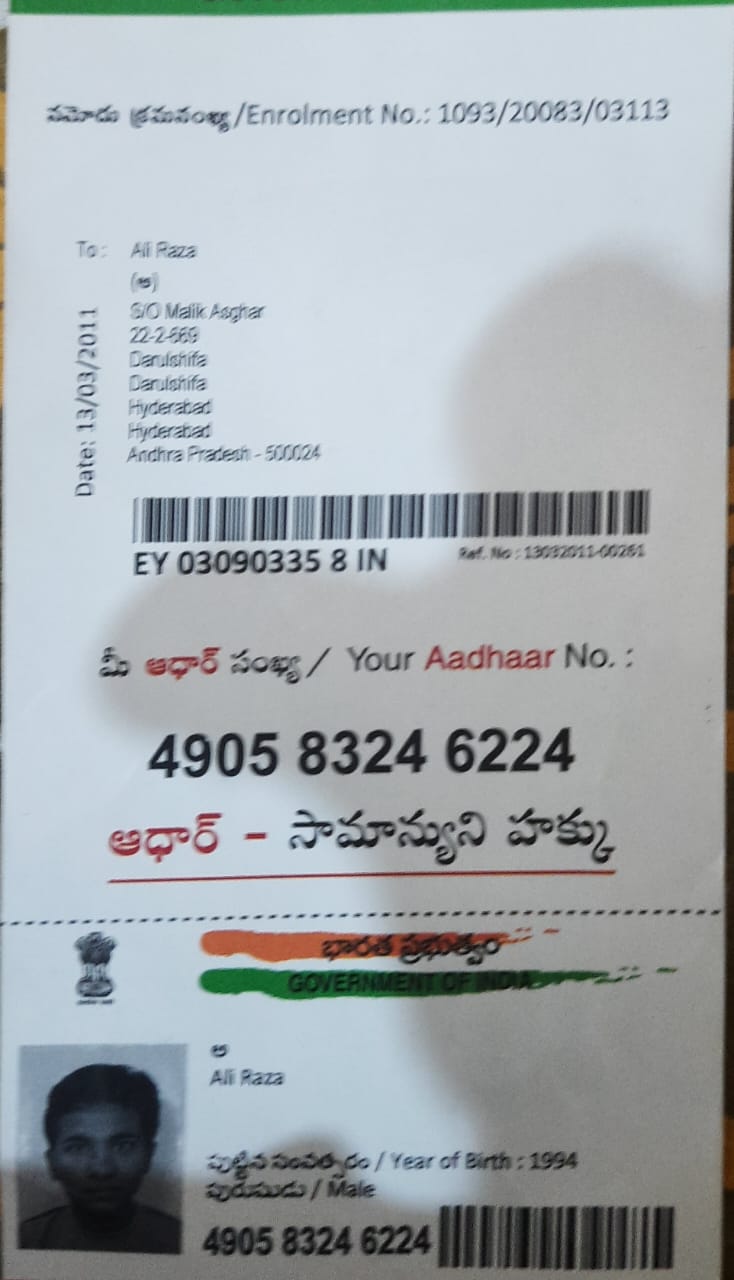 నమోదు క్రమసంఖ్య/Enrolment No.: 1093/20083/03113
To: Ali Raza
(అ)
S/O Malik Asghar
22-2-669
Darulshifa
Darulshifa
Hyderabad
Hyderabad
Andhra Pradesh - 500024
Date: 13/03/2011
EY 03090335 8 IN
Ref. No : 13032011-00261
మీ ఆధార్ సంఖ్య / Your Aadhaar No. :
4905 8324 6224
ఆధార్ - సామాన్యుని హక్కు
భారత ప్రభుత్వం
GOVERNMENT OF INDIA
అ
Ali Raza
పుట్టిన సంవత్సరం / Year of Birth : 1994
పురుషుడు / Male
4905 8324 6224